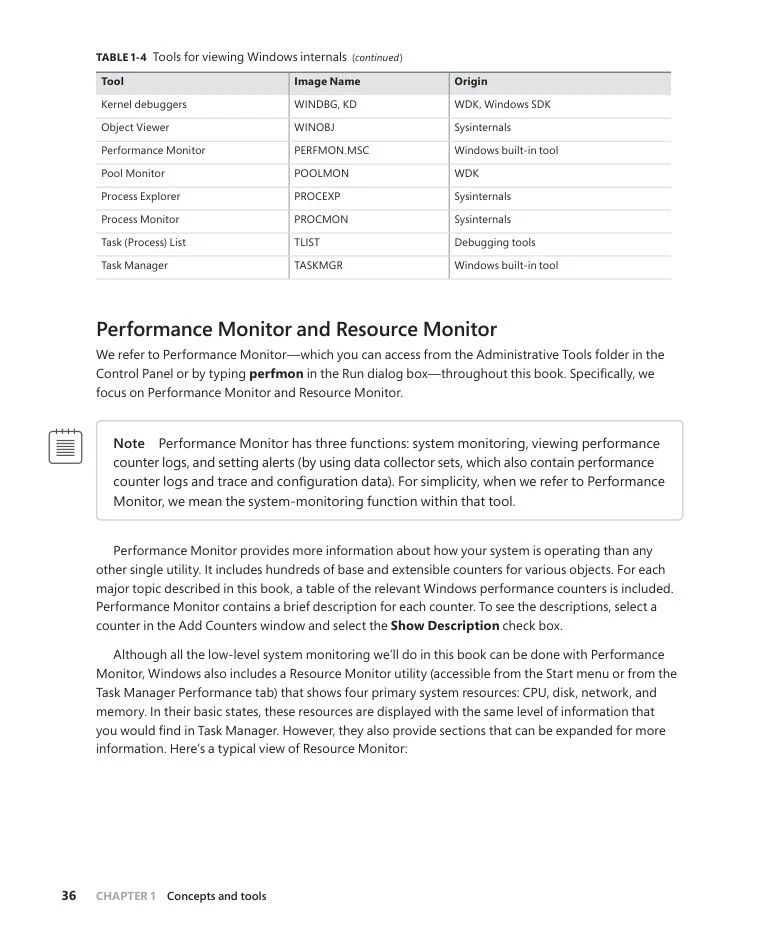 TABLE 1-4 Tools for viewing Windows internals (continued)
Tool Image Name Origin
Kernel debuggers WINDBG, KD WDK, Windows SDK
Object Viewer WINOBJ Sysinternals
Performance Monitor PERFMON.MSC Windows built-in tool
Pool Monitor POOLMON WDK
Process Explorer PROCEXP Sysinternals
Process Monitor PROCMON Sysinternals
Task (Process) List TLIST Debugging tools
Task Manager TASKMGR Windows built-in tool
Performance Monitor and Resource Monitor
We refer to Performance Monitor—which you can access from the Administrative Tools folder in the
Control Panel or by typing perfmon in the Run dialog box—throughout this book. Specifically, we
focus on Performance Monitor and Resource Monitor.
Note Performance Monitor has three functions: system monitoring, viewing performance
counter logs, and setting alerts (by using data collector sets, which also contain performance
counter logs and trace and configuration data). For simplicity, when we refer to Performance
Monitor, we mean the system-monitoring function within that tool.
Performance Monitor provides more information about how your system is operating than any
other single utility. It includes hundreds of base and extensible counters for various objects. For each
major topic described in this book, a table of the relevant Windows performance counters is included.
Performance Monitor contains a brief description for each counter. To see the descriptions, select a
counter in the Add Counters window and select the Show Description check box.
Although all the low-level system monitoring we'll do in this book can be done with Performance
Monitor, Windows also includes a Resource Monitor utility (accessible from the Start menu or from the
Task Manager Performance tab) that shows four primary system resources: CPU, disk, network, and
memory. In their basic states, these resources are displayed with the same level of information that
you would find in Task Manager. However, they also provide sections that can be expanded for more
information. Here's a typical view of Resource Monitor:
36 CHAPTER 1 Concepts and tools